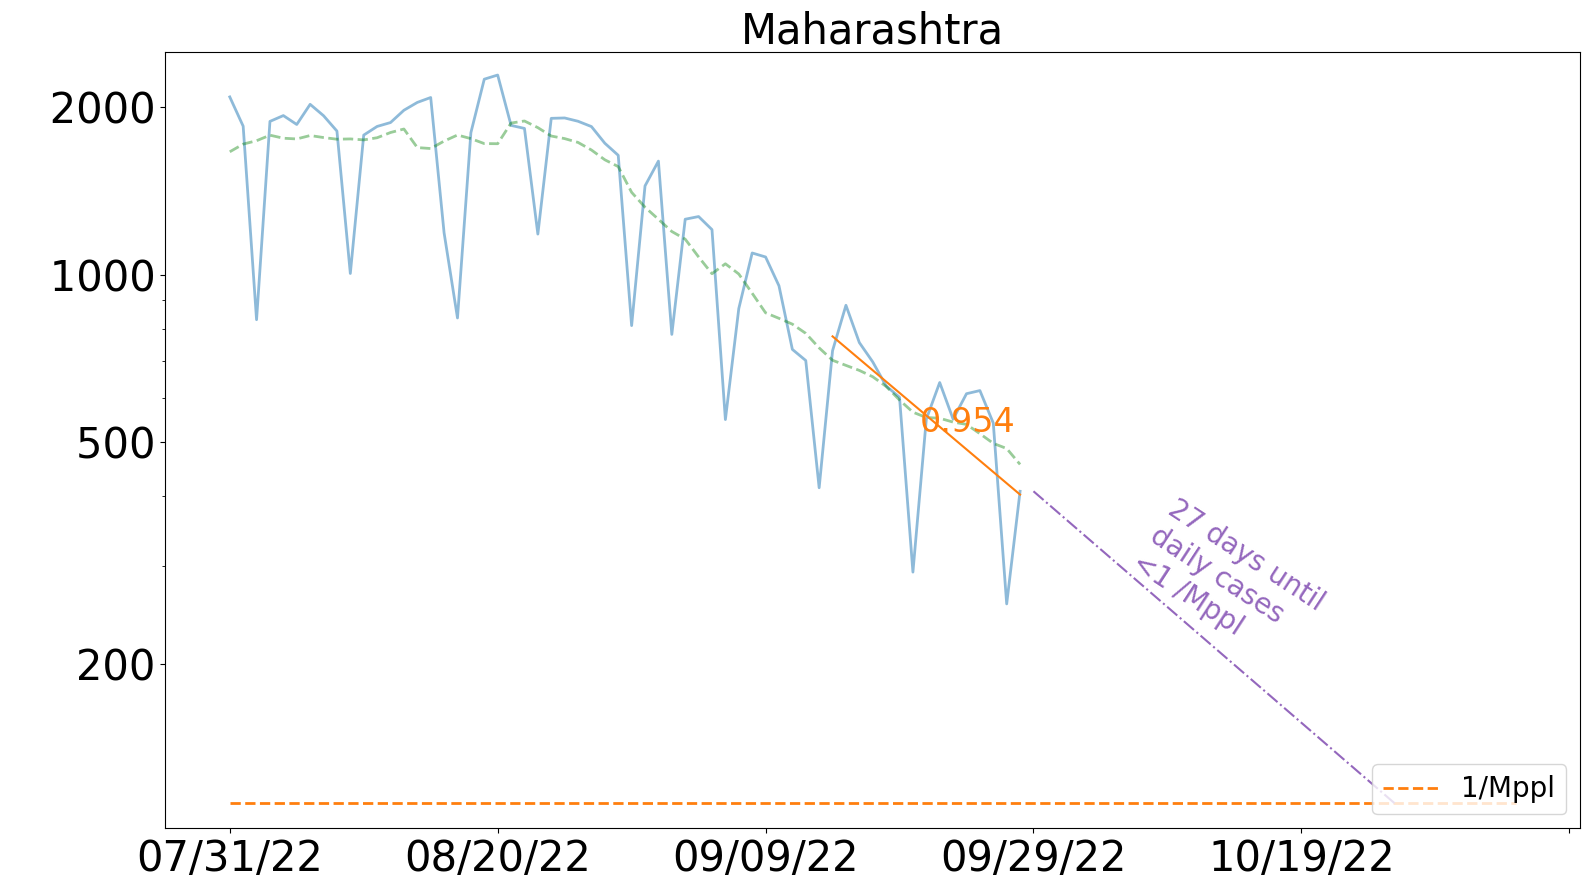 Maharashtra
2000
1000
500
200
0.954
27 days until
daily cases
<1 /Mppl
1/Mppl
07/31/22
08/20/22
09/09/22
09/29/22
10/19/22